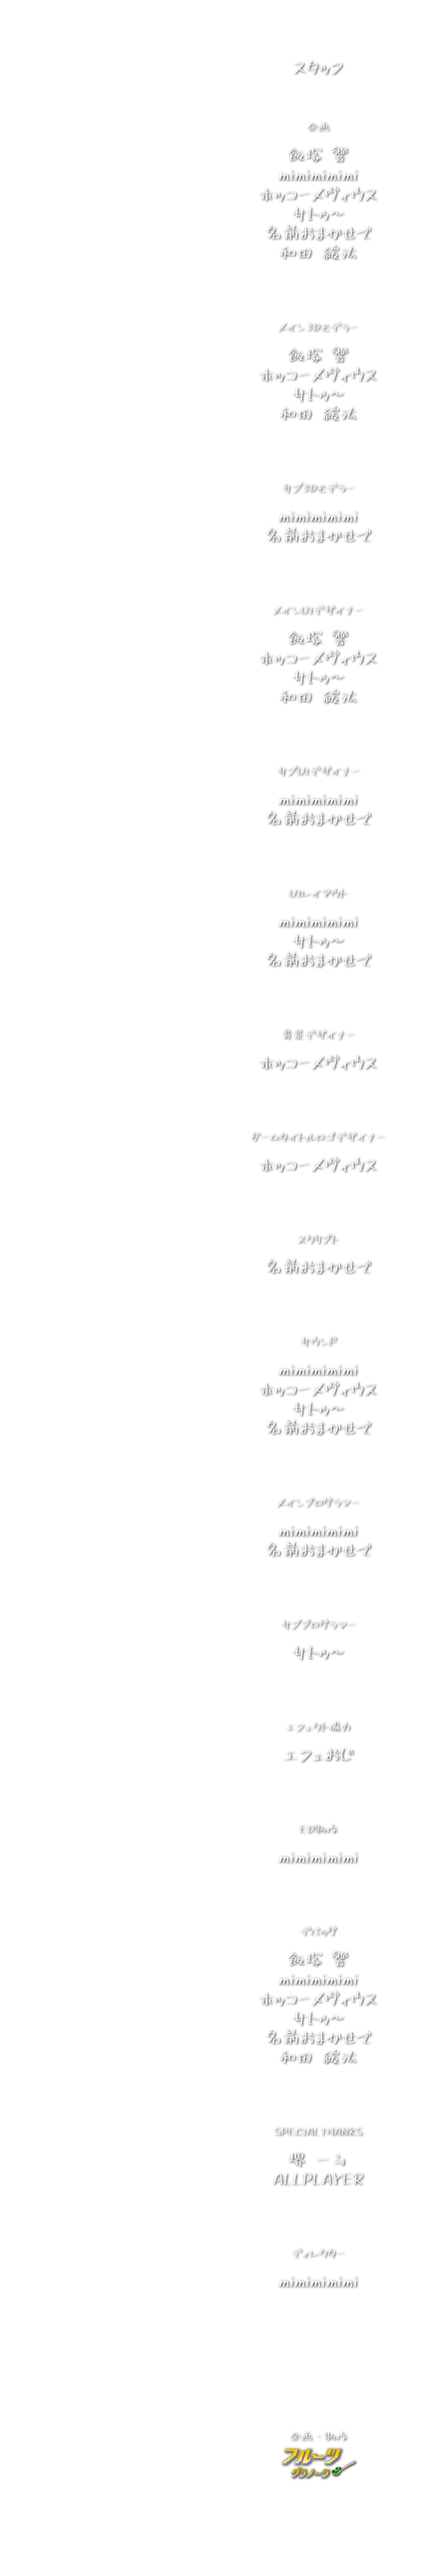 スタッフ
企画
飯塚 響
mimimimimi
ホッコーメヴィウス
サトゥ～
名前おまかせで
和田 緩汰
メイン3Dモデラー
飯塚 響
ホッコーメヴィウス
サトゥ～
和田 緩汰
サブ3Dモデラー
mimimimimi
名前おまかせで
メインUIデザイナー
飯塚 響
ホッコーメヴィウス
サトゥ～
和田 緩汰
サブUIデザイナー
mimimimimi
名前おまかせで
UIレイアウト
mimimimimi
サトゥ～
名前おまかせで
背景デザイナー
ホッコーメヴィウス
ゲームタイトルロゴデザイナー
ホッコーメヴィウス
スクリプト
名前おまかせで
サウンド
mimimimimi
ホッコーメヴィウス
サトゥ～
名前おまかせで
メインプログラマー
mimimimimi
名前おまかせで
サブプログラマー
サトゥ～
エフェクト協力
エフェおじ
ED制作
mimimimimi
デバッグ
飯塚 響
mimimimimi
ホッコーメヴィウス
サトゥ～
名前おまかせで
和田 緩汰
SPECIALTHANKS
堺 一
ALLPLAYER
ディレクター
mimimimimi
企画・制作
フルーツ
グラノーラ